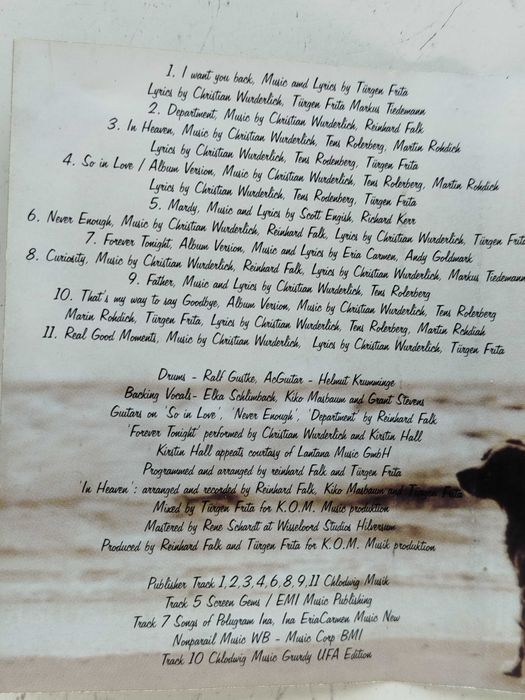 1. I want you back, Music amd Lyrics by Türgen Frita
Lyrics by Christian Wurderlich, Türgen Frita Markus Tiedemann
2. Department, Music by Christian Wurderlich, Reinhard Falk
3. In Heaven, Music by Christian Wurderlich, Tens Rolerberg, Martin Rohdich
Lyrics by Christian Wurderlich, Tens Rodenberg, Türgen Frita
4. So in Love / Album Version, Music by Christian Wurderlich, Tens Rolerberg, Martin Rohdich
Lyrics by Christian Wurderlich, Tens Rodenberg, Türgen Frita
5. Mardy, Music and Lyrics by Scott Engish, Richard Kerr
6. Never Enough, Music by Christian Wurderlich, Reinhard Falk, Lyrics by Christian Wurderlich, Türgen Frita
7. Forever Tonight, Album Version, Music and Lyrics by Eria Carmen, Andy Goldmark
8. Curiosity, Music by Christian Wurderlich, Reinhard Falk, Lyrics by Christian Wurderlich, Markus Tiedemann
9. Father, Music and Lyrics by Christian Wurderlich, Tens Rolerberg
10. That's my way to say Goodbye, Album Version, Music by Christian Wurderlich, Tens Rolerberg
Marin Rohdich, Türgen Frita, Lyrics by Christian Wurderlich, Tens Rolerberg, Martin Rohdiah
11. Real Good Moments, Music by Christian Wurderlich, Lyrics by Christian Wurderlich, Türgen Frita
Drums - Ralf Gustke, AcGuitar - Helmut Krumminge
Backing Vocals- Elka Schlimbach, Kiko Masbaum and Grant Stevens
Guitars on 'So in Love', 'Never Enough', 'Department' by Reinhard Falk
'Forever Tonight' performed by Christian Wurderlich and Kirstin Hall
Kirstin Hall appeats courtesy of Lantana Music GmbH
Programmed and arranged by reinhard Falk and Türgen Frita
'In Heaven': arranged and recorded by Reinhard Falk, Kiko Masbaum and Türgen Frita
Mixed by Türgen Frita for K.O.M. Music produktion
Mastered by Rene Schardt at Wisseloord Studios Hilversum
Produced by Reinhard Falk and Türgen Frita for K.O.M. Musik produktion
Publisher Track 1,2,3,4,6,8,9,11 Chlodwig Musik
Track 5 Screen Gems / EMI Music Publishing
Track 7 Songs of Polugram Ina, Ina EriaCarmen Music New
Nonparail Music WB - Music Corp BMI
Track 10 Chlodwig Music Grurdy UFA Edition